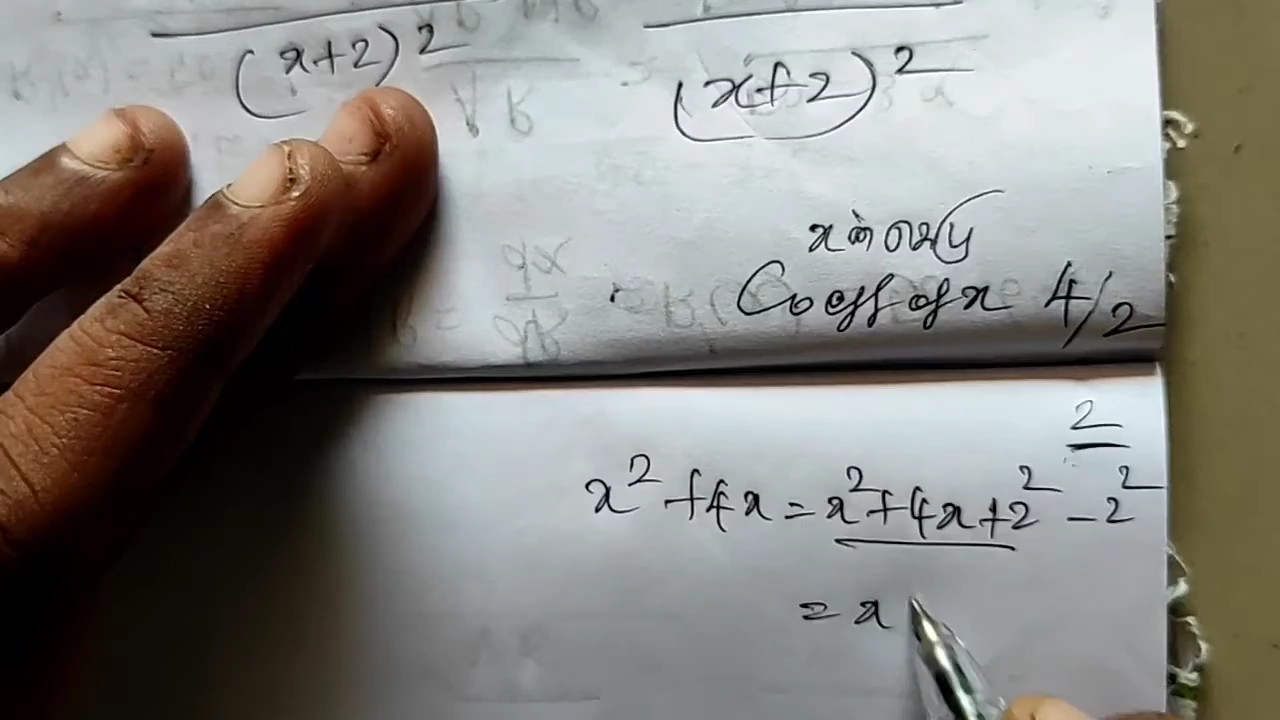 (x+2)² (x+2)²
Coeff of x 4/2
2
x² + 4x = x² + 4x + 2² - 2²
= x